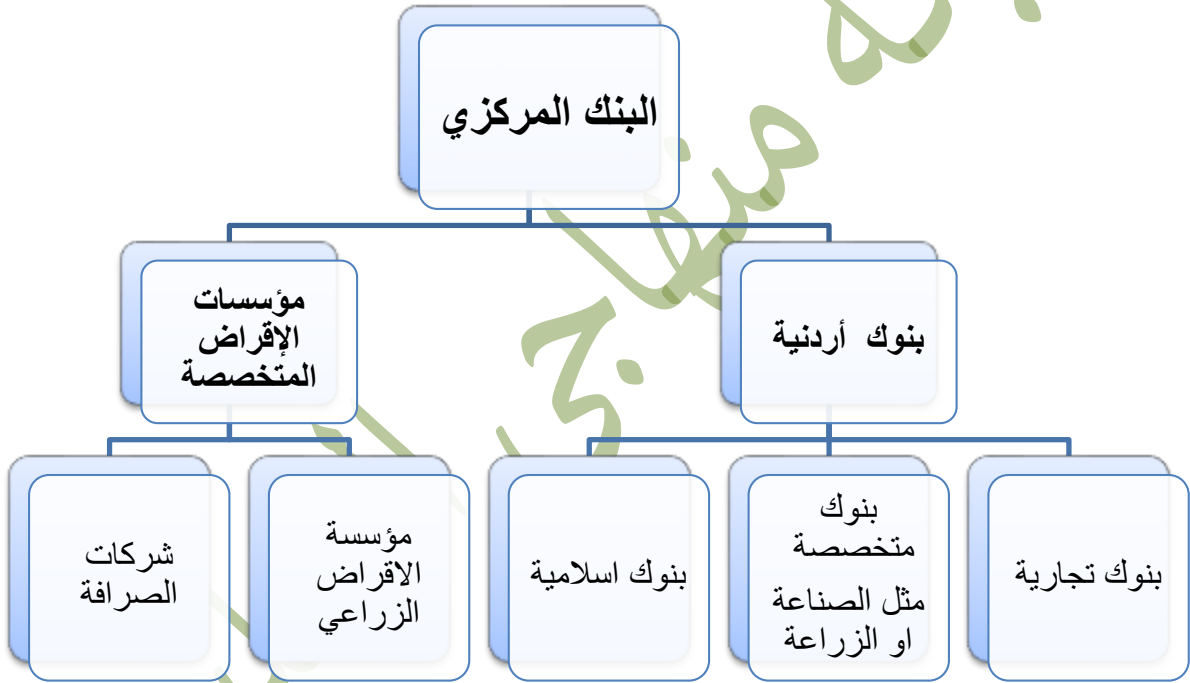 البنك المركزي
بنوك أردنية
مؤسسات
الإقراض
المتخصصة
بنوك تجارية
بنوك
متخصصة
مثل الصناعة
او الزراعة
بنوك اسلامية
مؤسسة
الاقراض
الزراعي
شركات
الصرافة